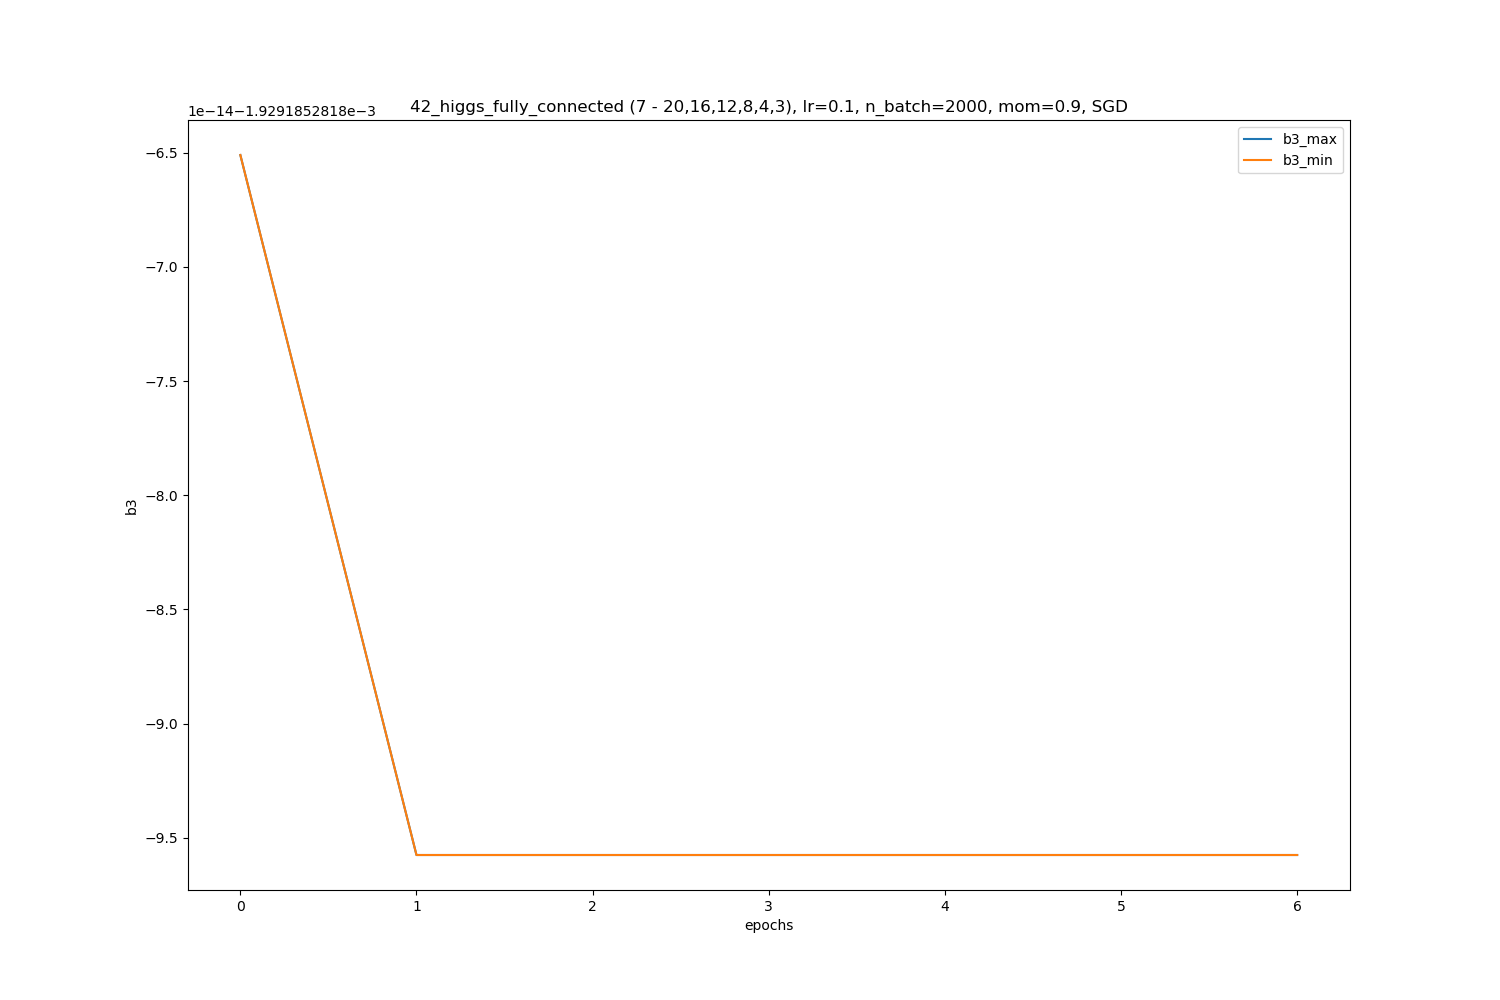 1e−14−1.9291852818e−3
42_higgs_fully_connected (7 - 20,16,12,8,4,3), lr=0.1, n_batch=2000, mom=0.9, SGD
b3_max
b3_min
−6.5
−7.0
−7.5
−8.0
−8.5
−9.0
−9.5
b3
0 1 2 3 4 5 6
epochs